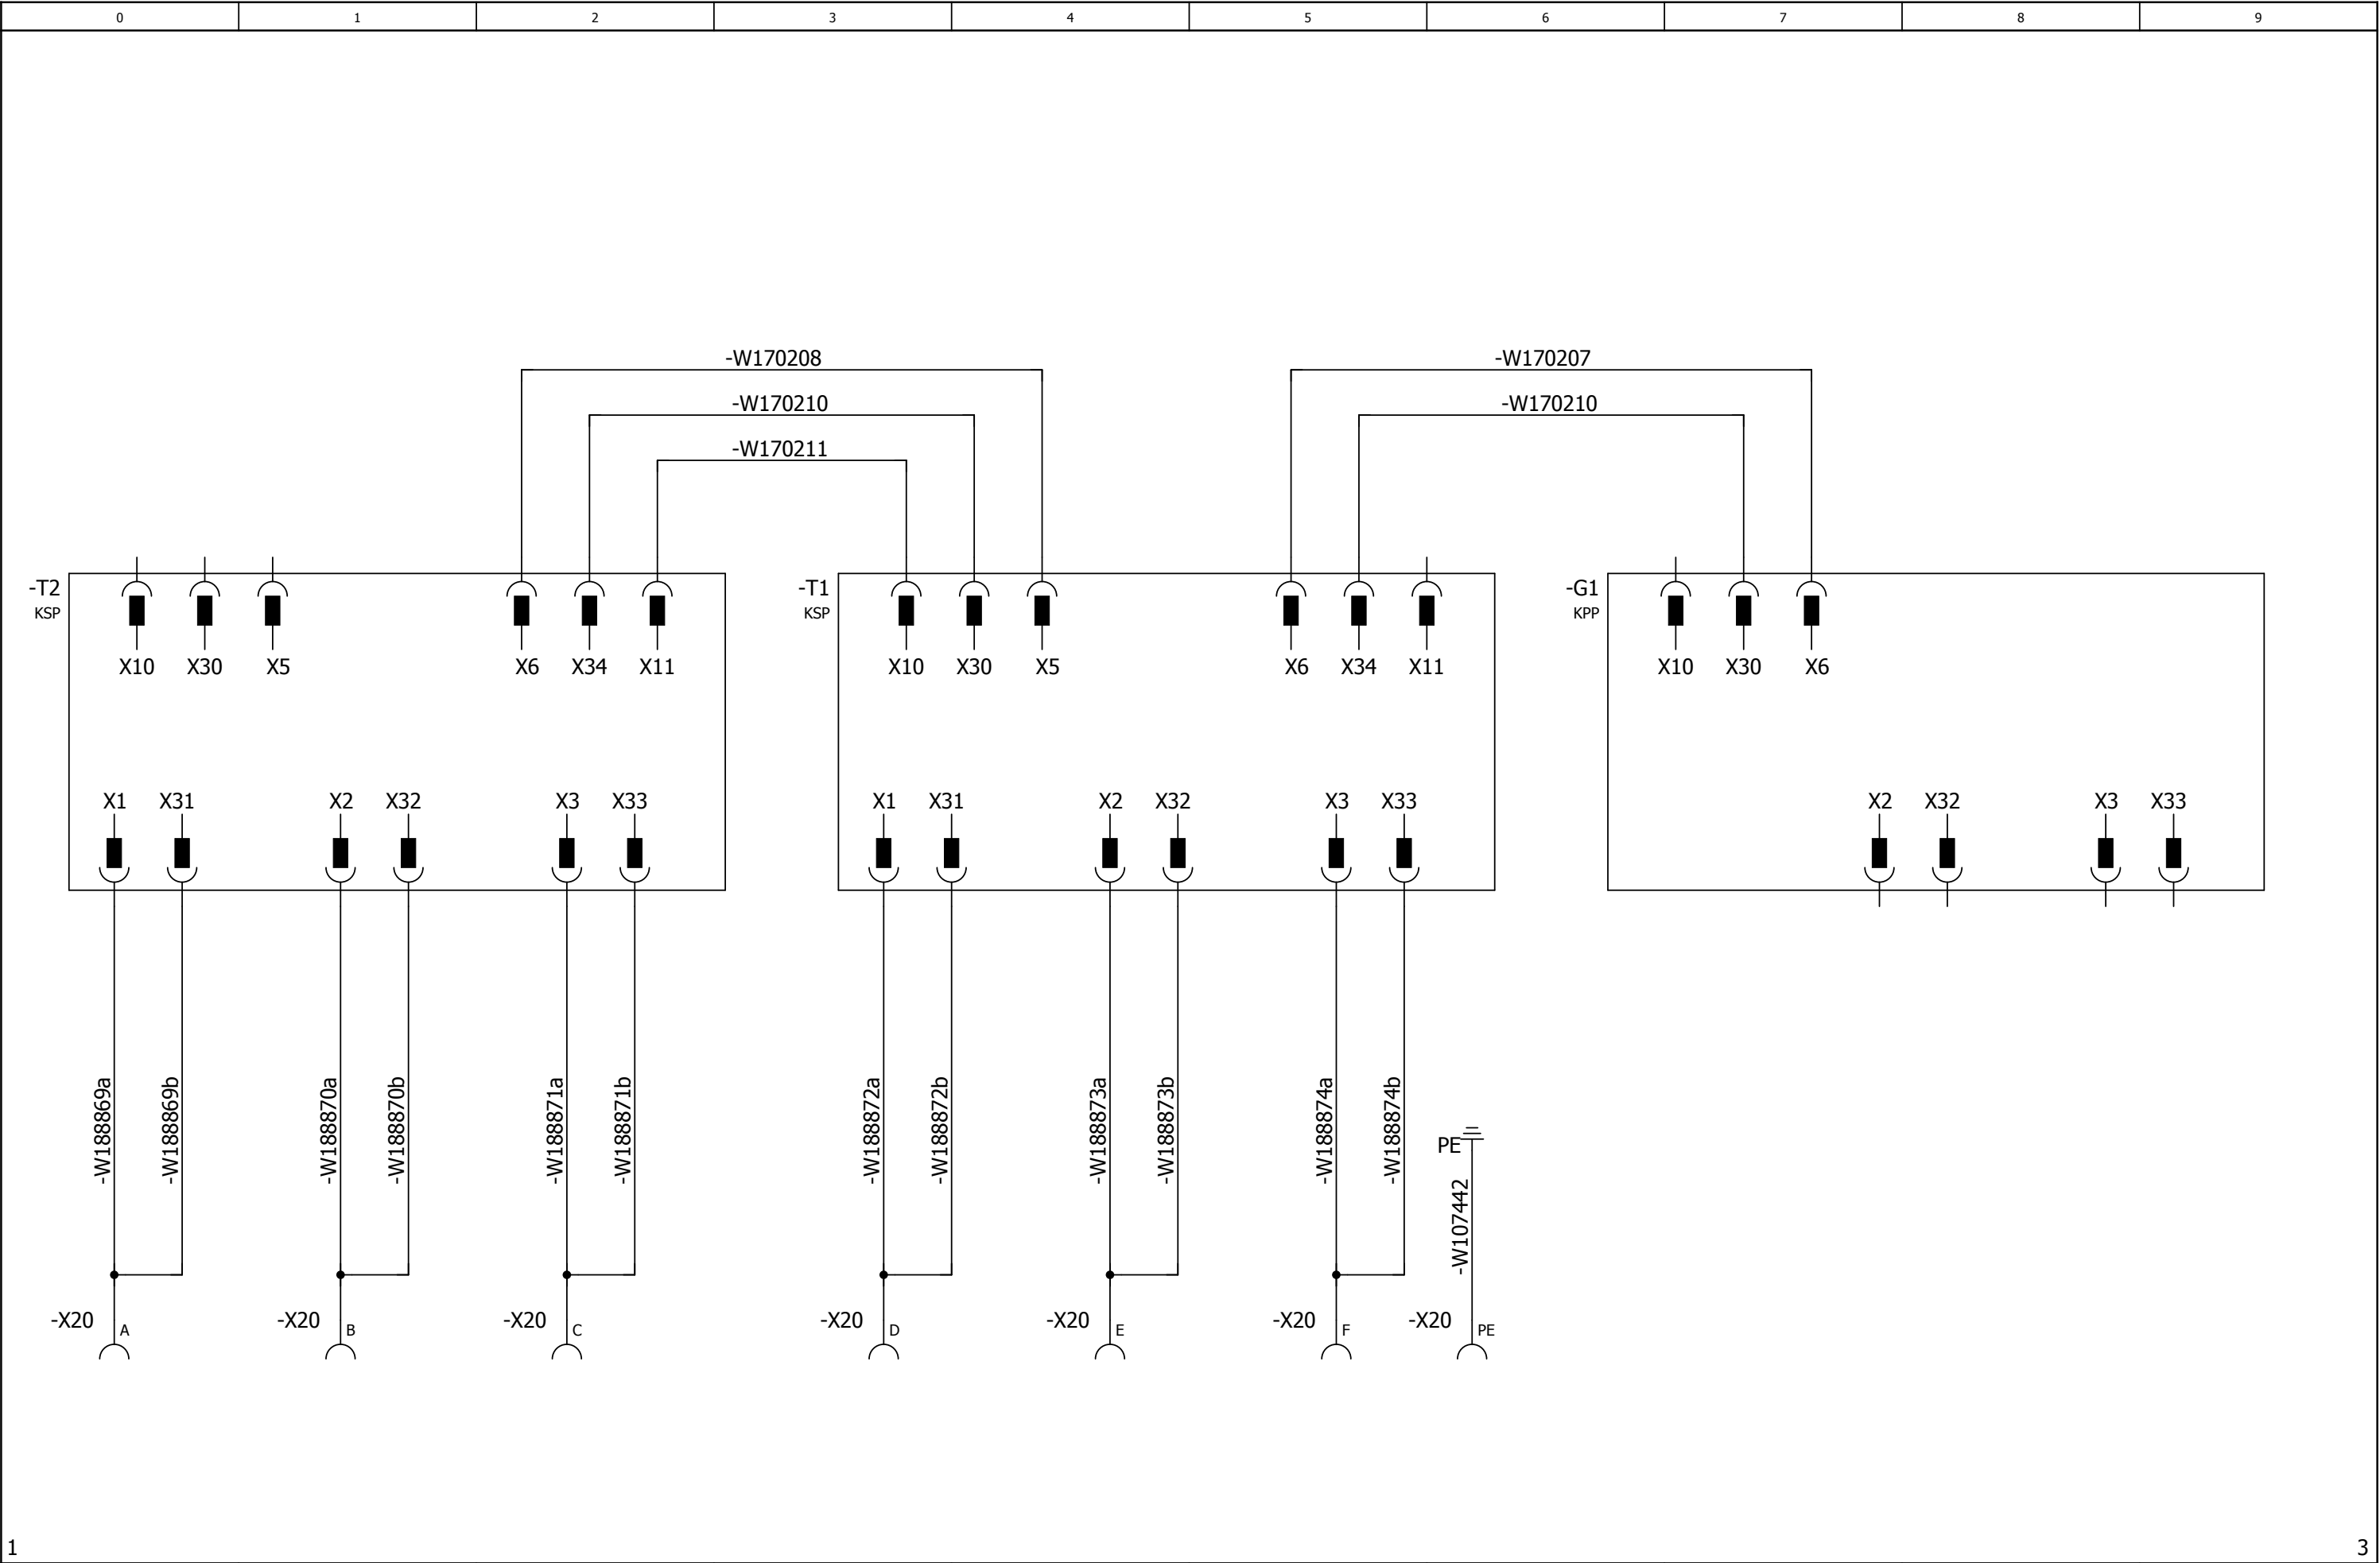 0 1 2 3 4 5 6 7 8 9
-W170208 -W170207
-W170210 -W170210
-W170211
-T2 -T1 -G1
KSP KSP KPP
X10 X30 X5 X6 X34 X11 X10 X30 X5 X6 X34 X11 X10 X30 X6
X1 X31 X2 X32 X3 X33 X1 X31 X2 X32 X3 X33 X2 X32 X3 X33
-W188869a -W188869b -W188870a -W188870b -W188871a -W188871b -W188872a -W188872b -W188873a -W188873b -W188874a -W188874b
PE
-W107442
-X20 -X20 -X20 -X20 -X20 -X20 -X20
A B C D E F PE
1 3